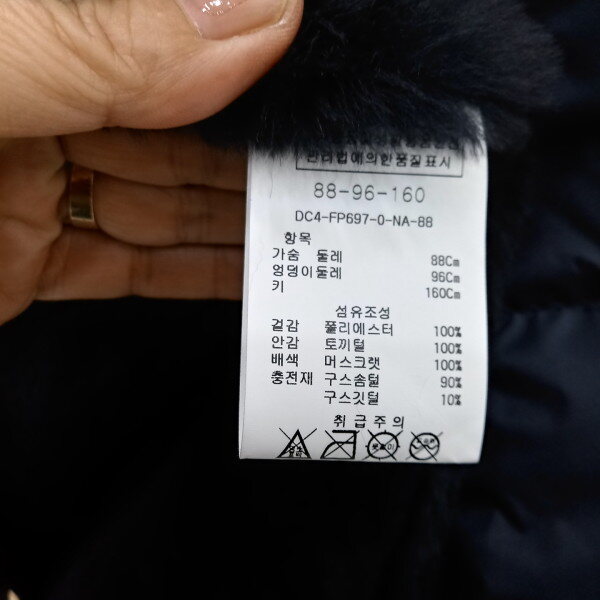 관리법에의한품질표시
88-96-160
DC4-FP697-0-NA-88
항목
가슴 둘레 88Cm
엉덩이둘레 96Cm
키 160Cm
섬유조성
겉감 폴리에스터 100%
안감 토끼털 100%
배색 머스크랫 100%
충전재 구스솜털 90%
구스깃털 10%
취급주의